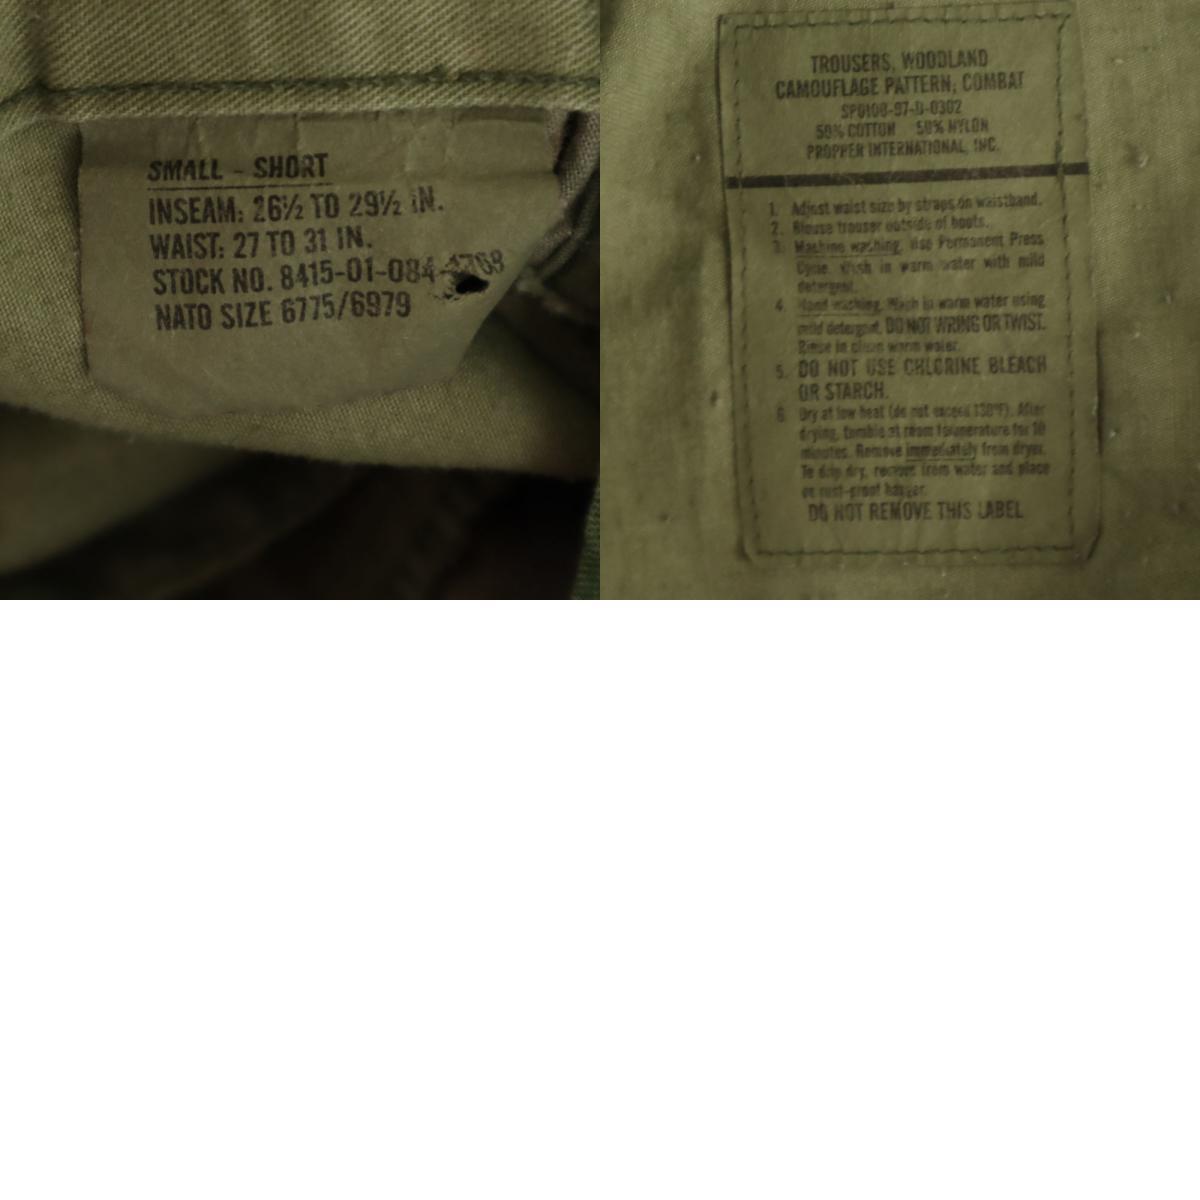 SMALL - SHORT
INSEAM: 26½ TO 29½ IN.
WAIST: 27 TO 31 IN.
STOCK NO. 8415-01-084-1768
NATO SIZE 6775/6979
TROUSERS, WOODLAND
CAMOUFLAGE PATTERN; COMBAT
SP0100-97-D-0302
50% COTTON 50% NYLON
PROPPER INTERNATIONAL, INC.
1. Adjust waist size by straps on waistband.
2. Blouse trouser outside of boots.
3. Machine washing. Use Permanent Press
Cycle. Wash in warm water with mild
detergent.
4. Hand washing. Wash in warm water using
mild detergent. DO NOT WRING OR TWIST.
Rinse in clean warm water.
5. DO NOT USE CHLORINE BLEACH
OR STARCH.
6. Dry at low heat (do not exceed 130°F). After
drying, tumble at room temperature for 10
minutes. Remove immediately from dryer.
To drip dry, remove from water and place
on rust-proof hanger.
DO NOT REMOVE THIS LABEL